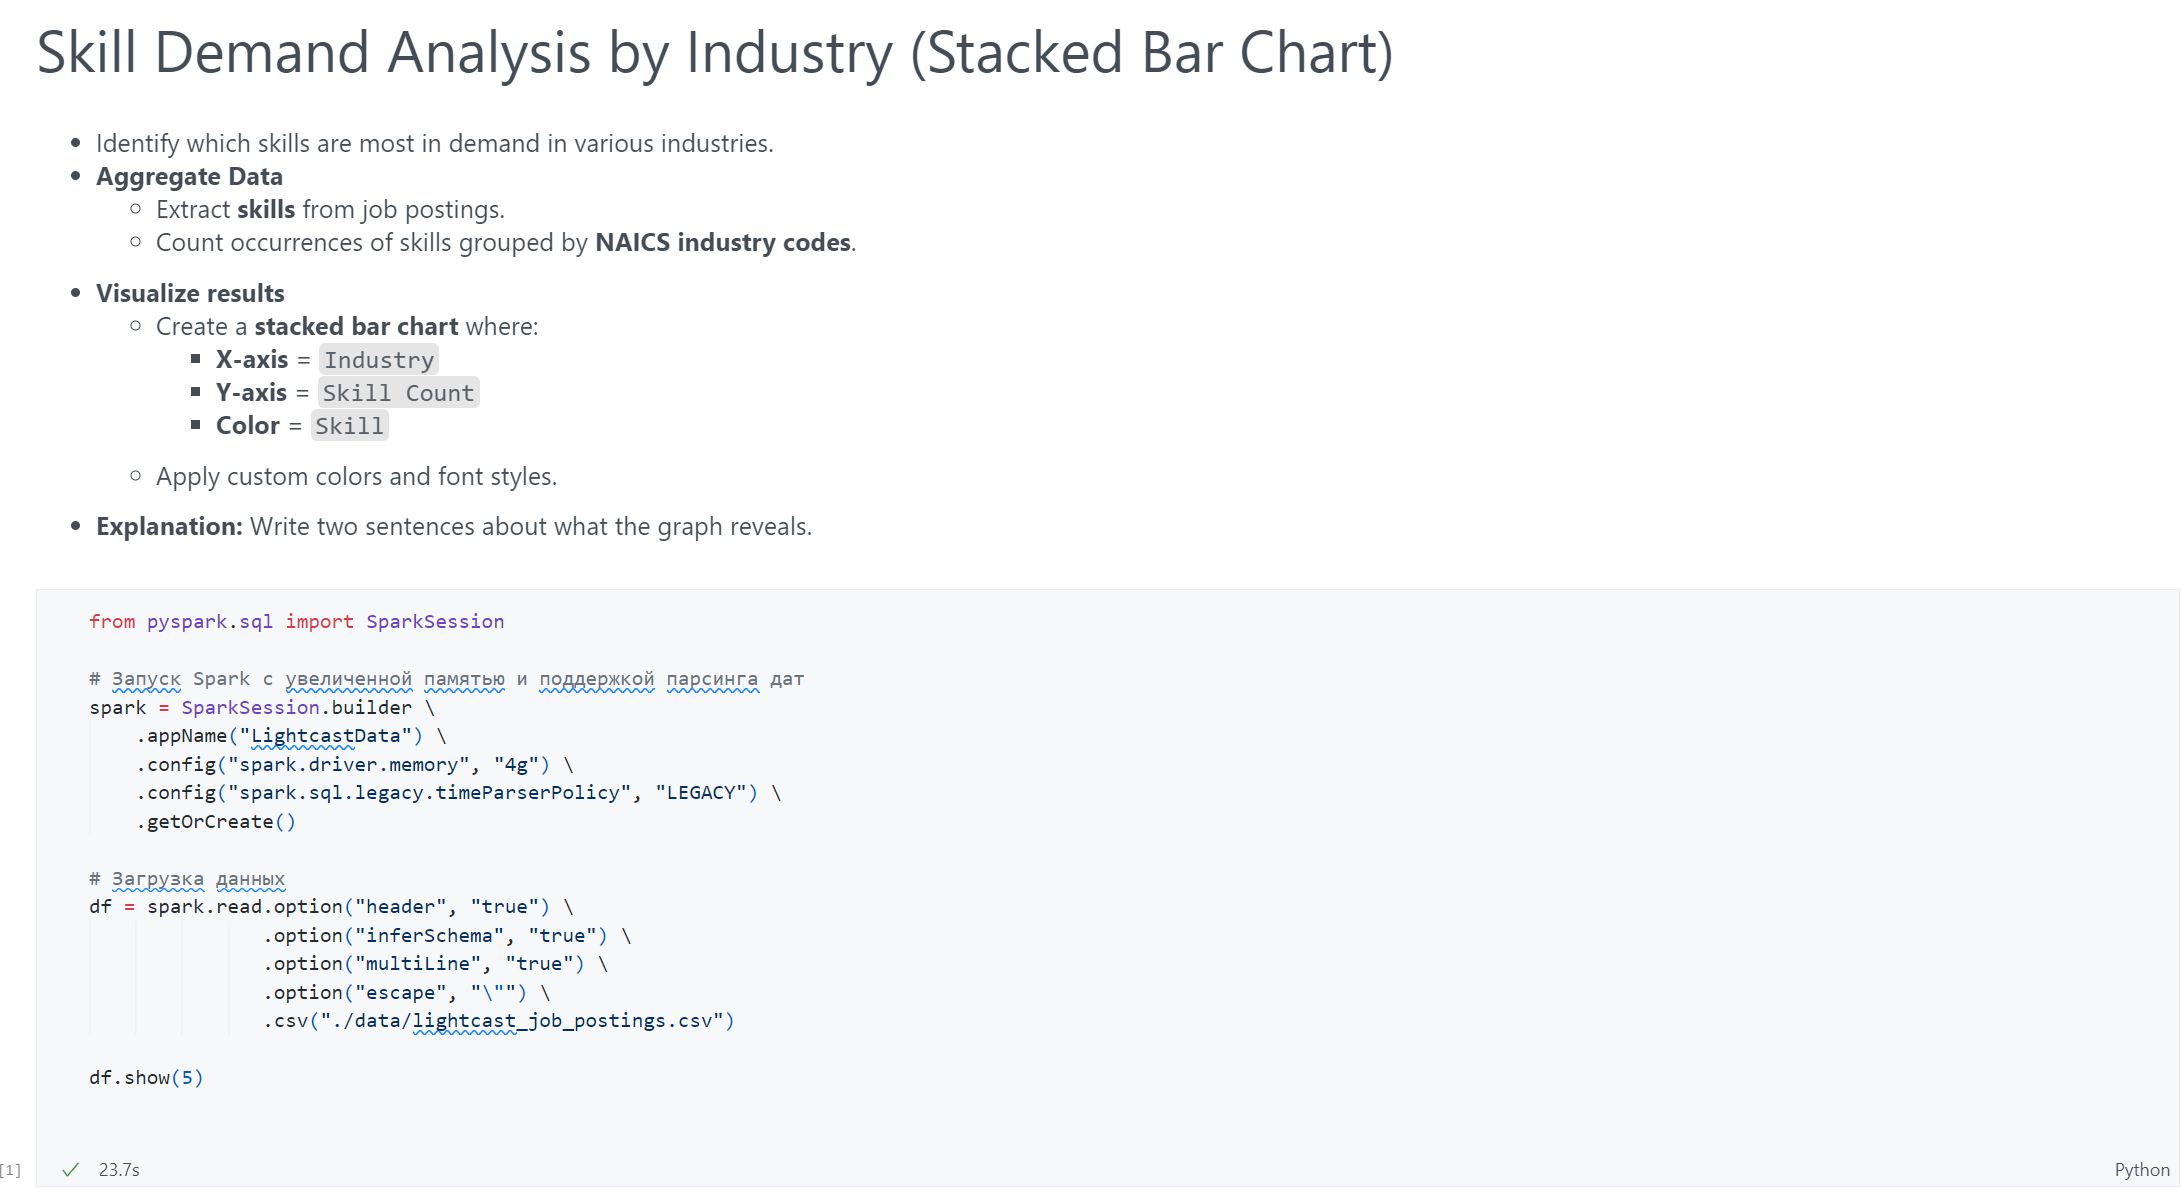 Skill Demand Analysis by Industry (Stacked Bar Chart)
• Identify which skills are most in demand in various industries.
• Aggregate Data
○ Extract skills from job postings.
○ Count occurrences of skills grouped by NAICS industry codes.
• Visualize results
○ Create a stacked bar chart where:
▪ X-axis = Industry
▪ Y-axis = Skill Count
▪ Color = Skill
○ Apply custom colors and font styles.
• Explanation: Write two sentences about what the graph reveals.
from pyspark.sql import SparkSession
# Запуск Spark с увеличенной памятью и поддержкой парсинга дат
spark = SparkSession.builder \
    .appName("LightcastData") \
    .config("spark.driver.memory", "4g") \
    .config("spark.sql.legacy.timeParserPolicy", "LEGACY") \
    .getOrCreate()
# Загрузка данных
df = spark.read.option("header", "true") \
               .option("inferSchema", "true") \
               .option("multiLine", "true") \
               .option("escape", "\"") \
               .csv("./data/lightcast_job_postings.csv")
df.show(5)
[1] ✓ 23.7s Python